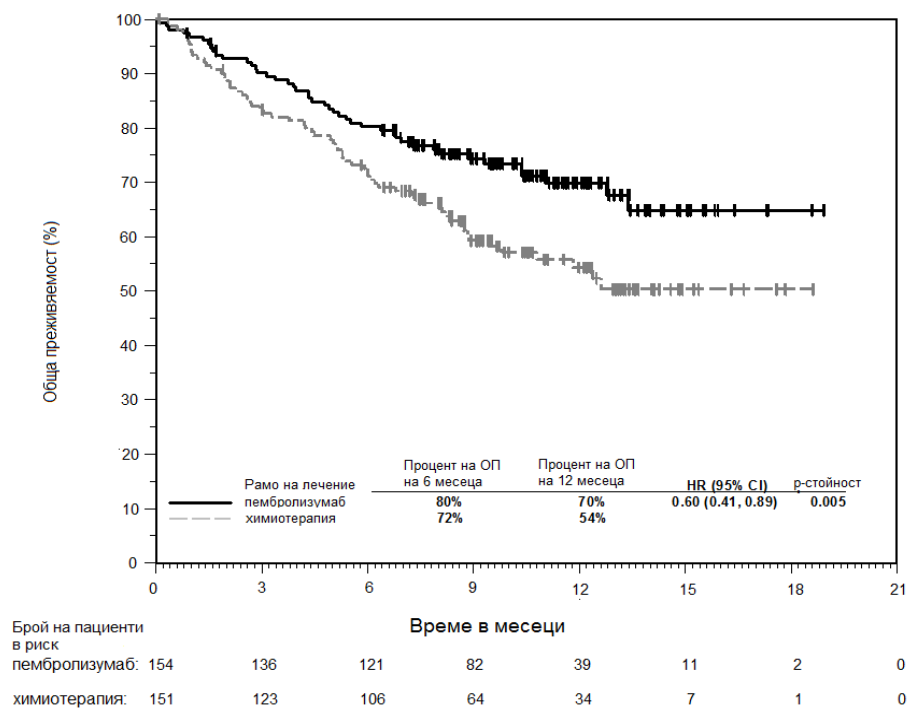 100
90
80
70
60
50
40
30
20
10
0
Обща преживяемост (%)
Рамо на лечение Процент на ОП на 6 месеца Процент на ОП на 12 месеца HR (95% CI) р-стойност
пембролизумаб 80% 70% 0.60 (0.41, 0.89) 0.005
химиотерапия 72% 54%
0 3 6 9 12 15 18 21
Време в месеци
Брой на пациенти
в риск
пембролизумаб: 154 136 121 82 39 11 2 0
химиотерапия: 151 123 106 64 34 7 1 0